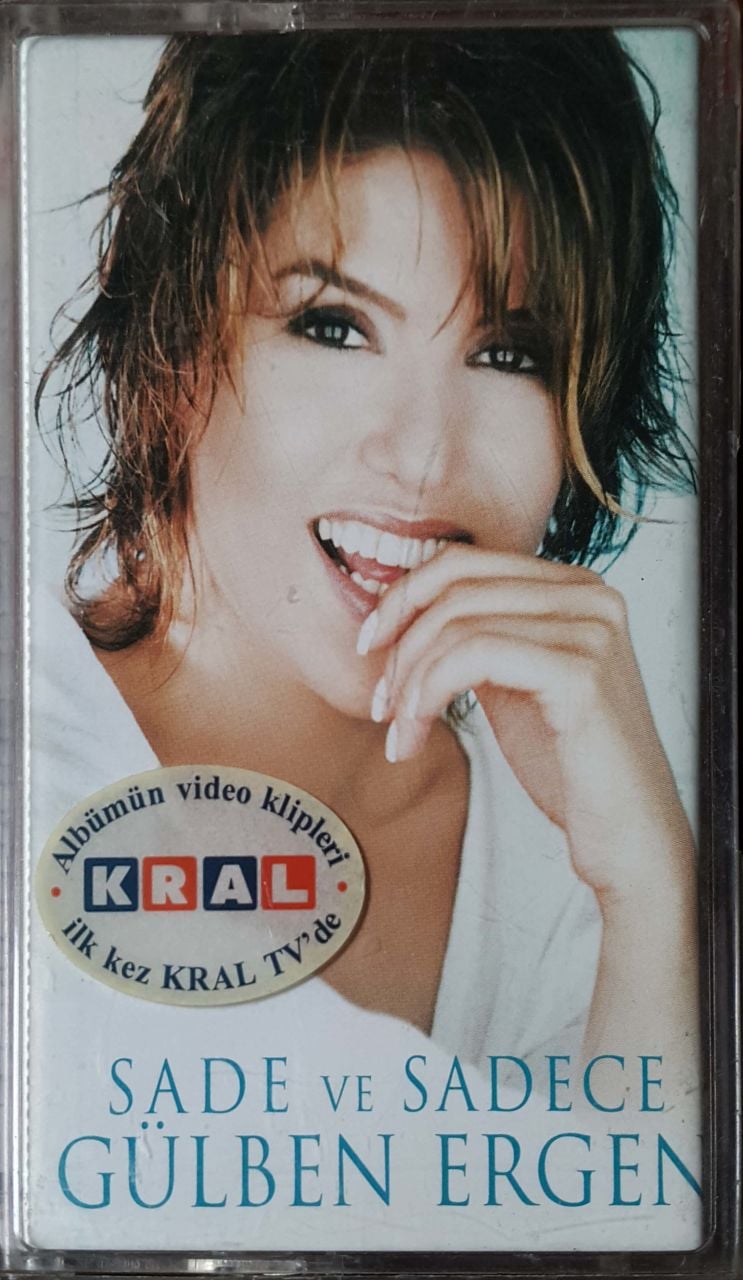 Albümün video klipleri
KRAL
ilk kez KRAL TV'de
SADE VE SADECE
GÜLBEN ERGEN